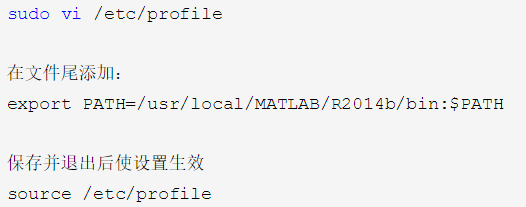 sudo vi /etc/profile
在文件尾添加：
export PATH=/usr/local/MATLAB/R2014b/bin:$PATH
保存并退出后使设置生效
source /etc/profile